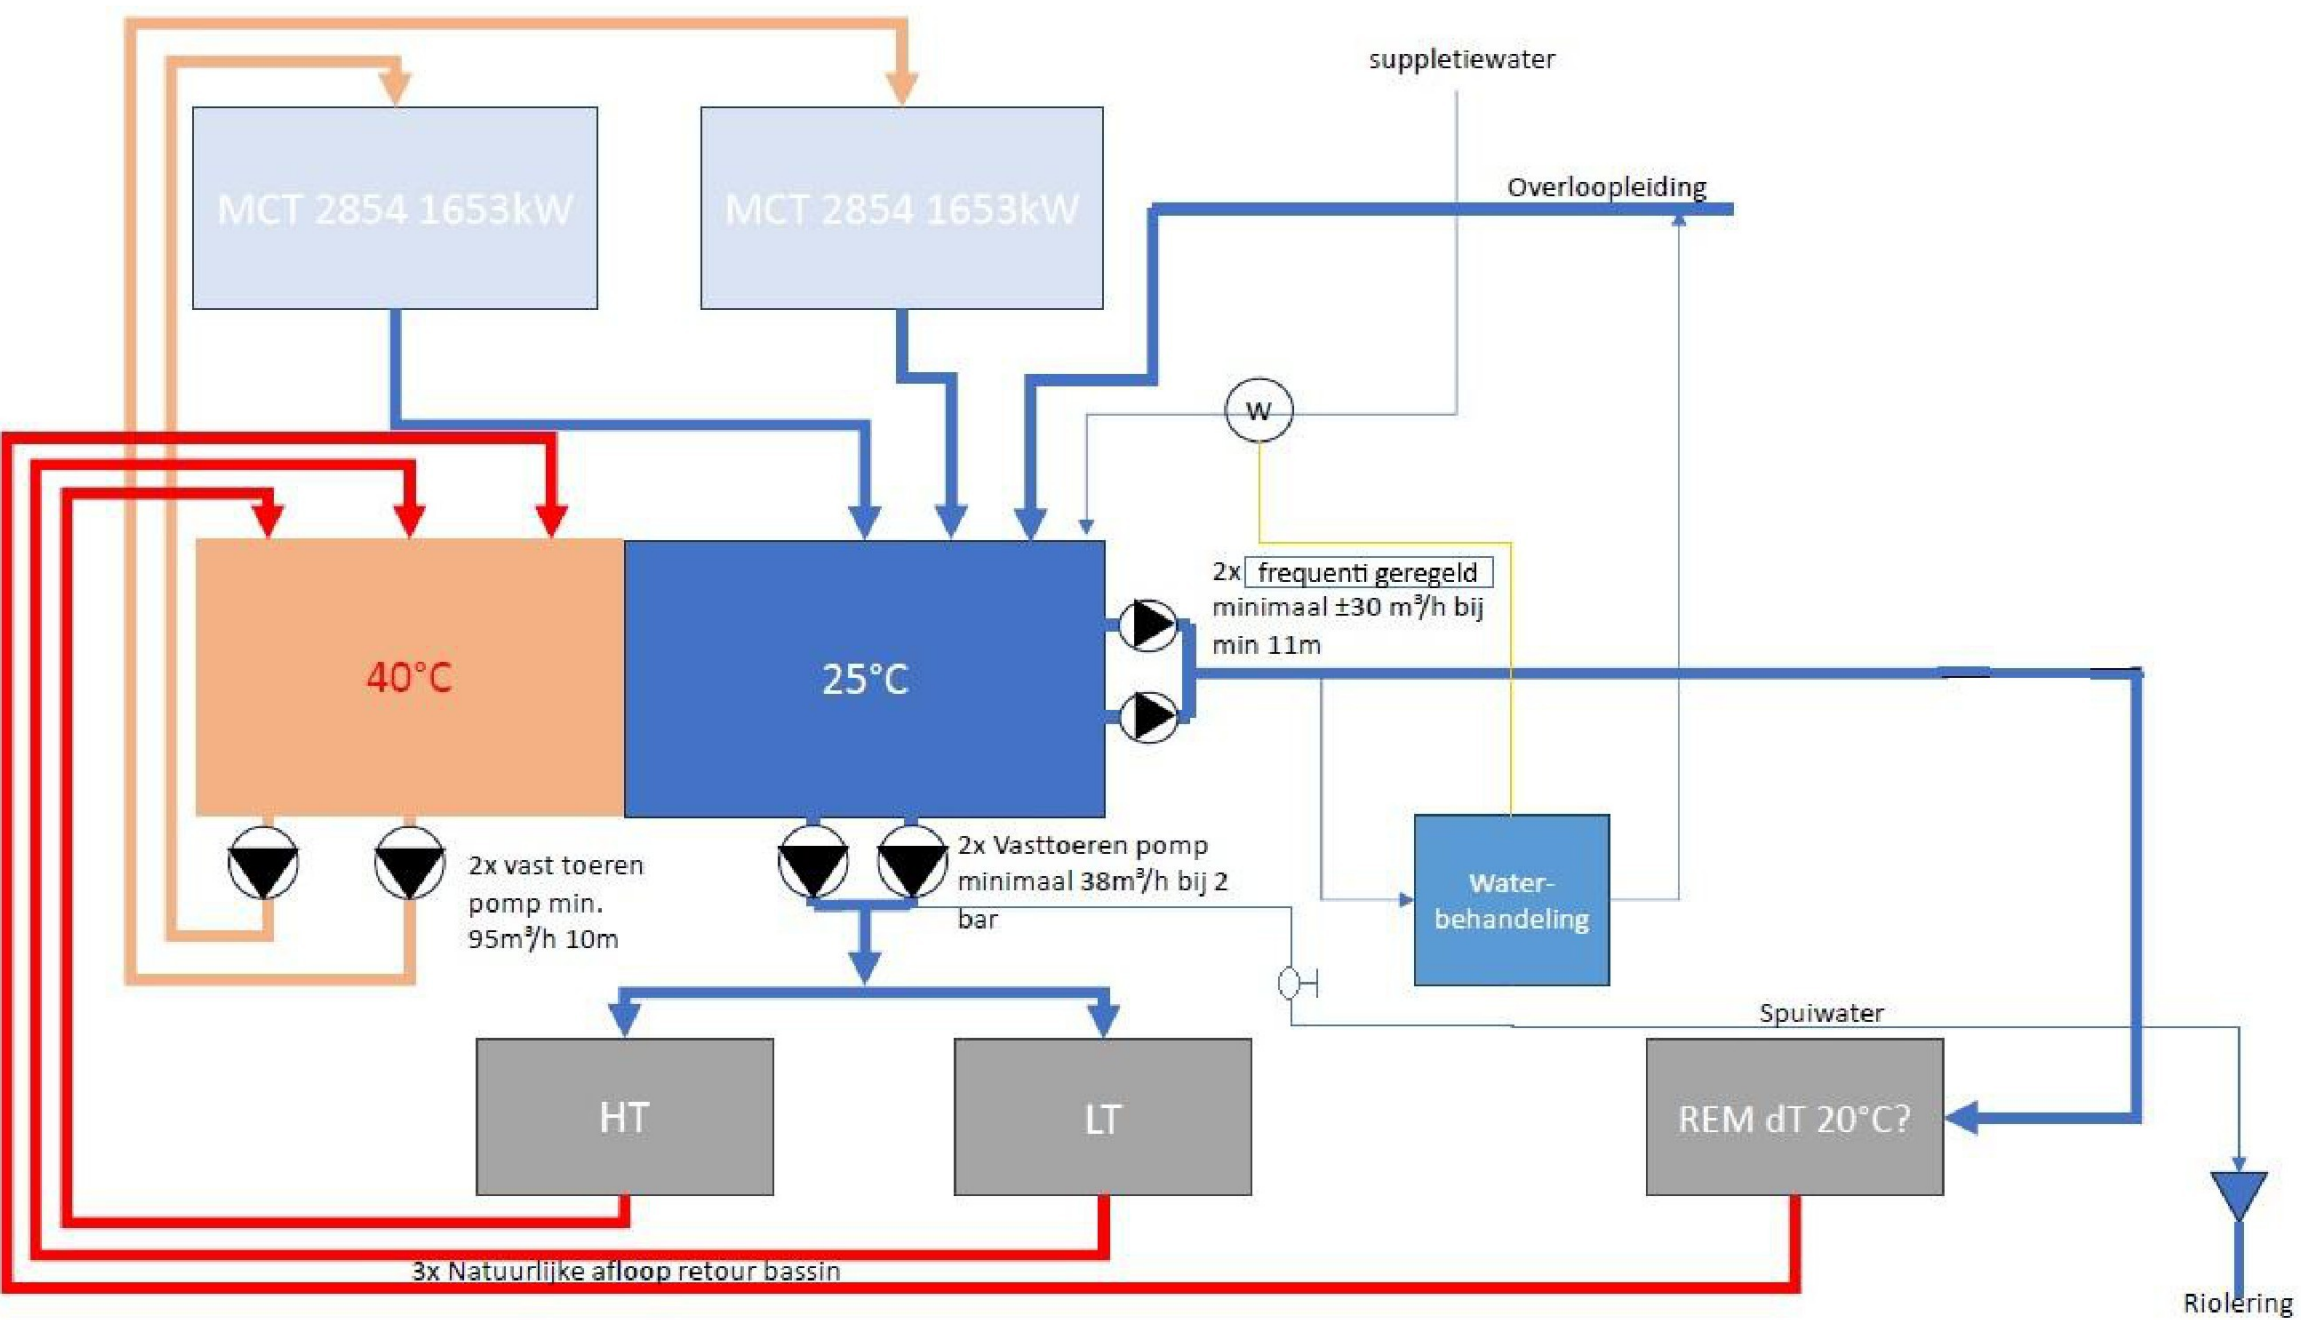 suppletiewater
Overloopleiding
MCT 2854 1653kW
MCT 2854 1653kW
W
2x frequenti geregeld
minimaal ±30 m³/h bij
min 11m
40°C
25°C
2x vast toeren
pomp min.
95m³/h 10m
2x Vasttoeren pomp
minimaal 38m³/h bij 2
bar
Water-
behandeling
Spuiwater
HT
LT
REM dT 20°C?
3x Natuurlijke afloop retour bassin
Riolering